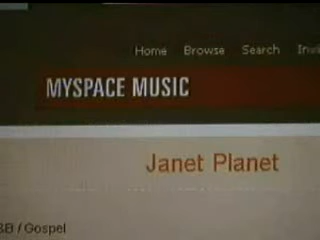 Home Browse Search
MYSPACE MUSIC
Janet Planet
&B / Gospel